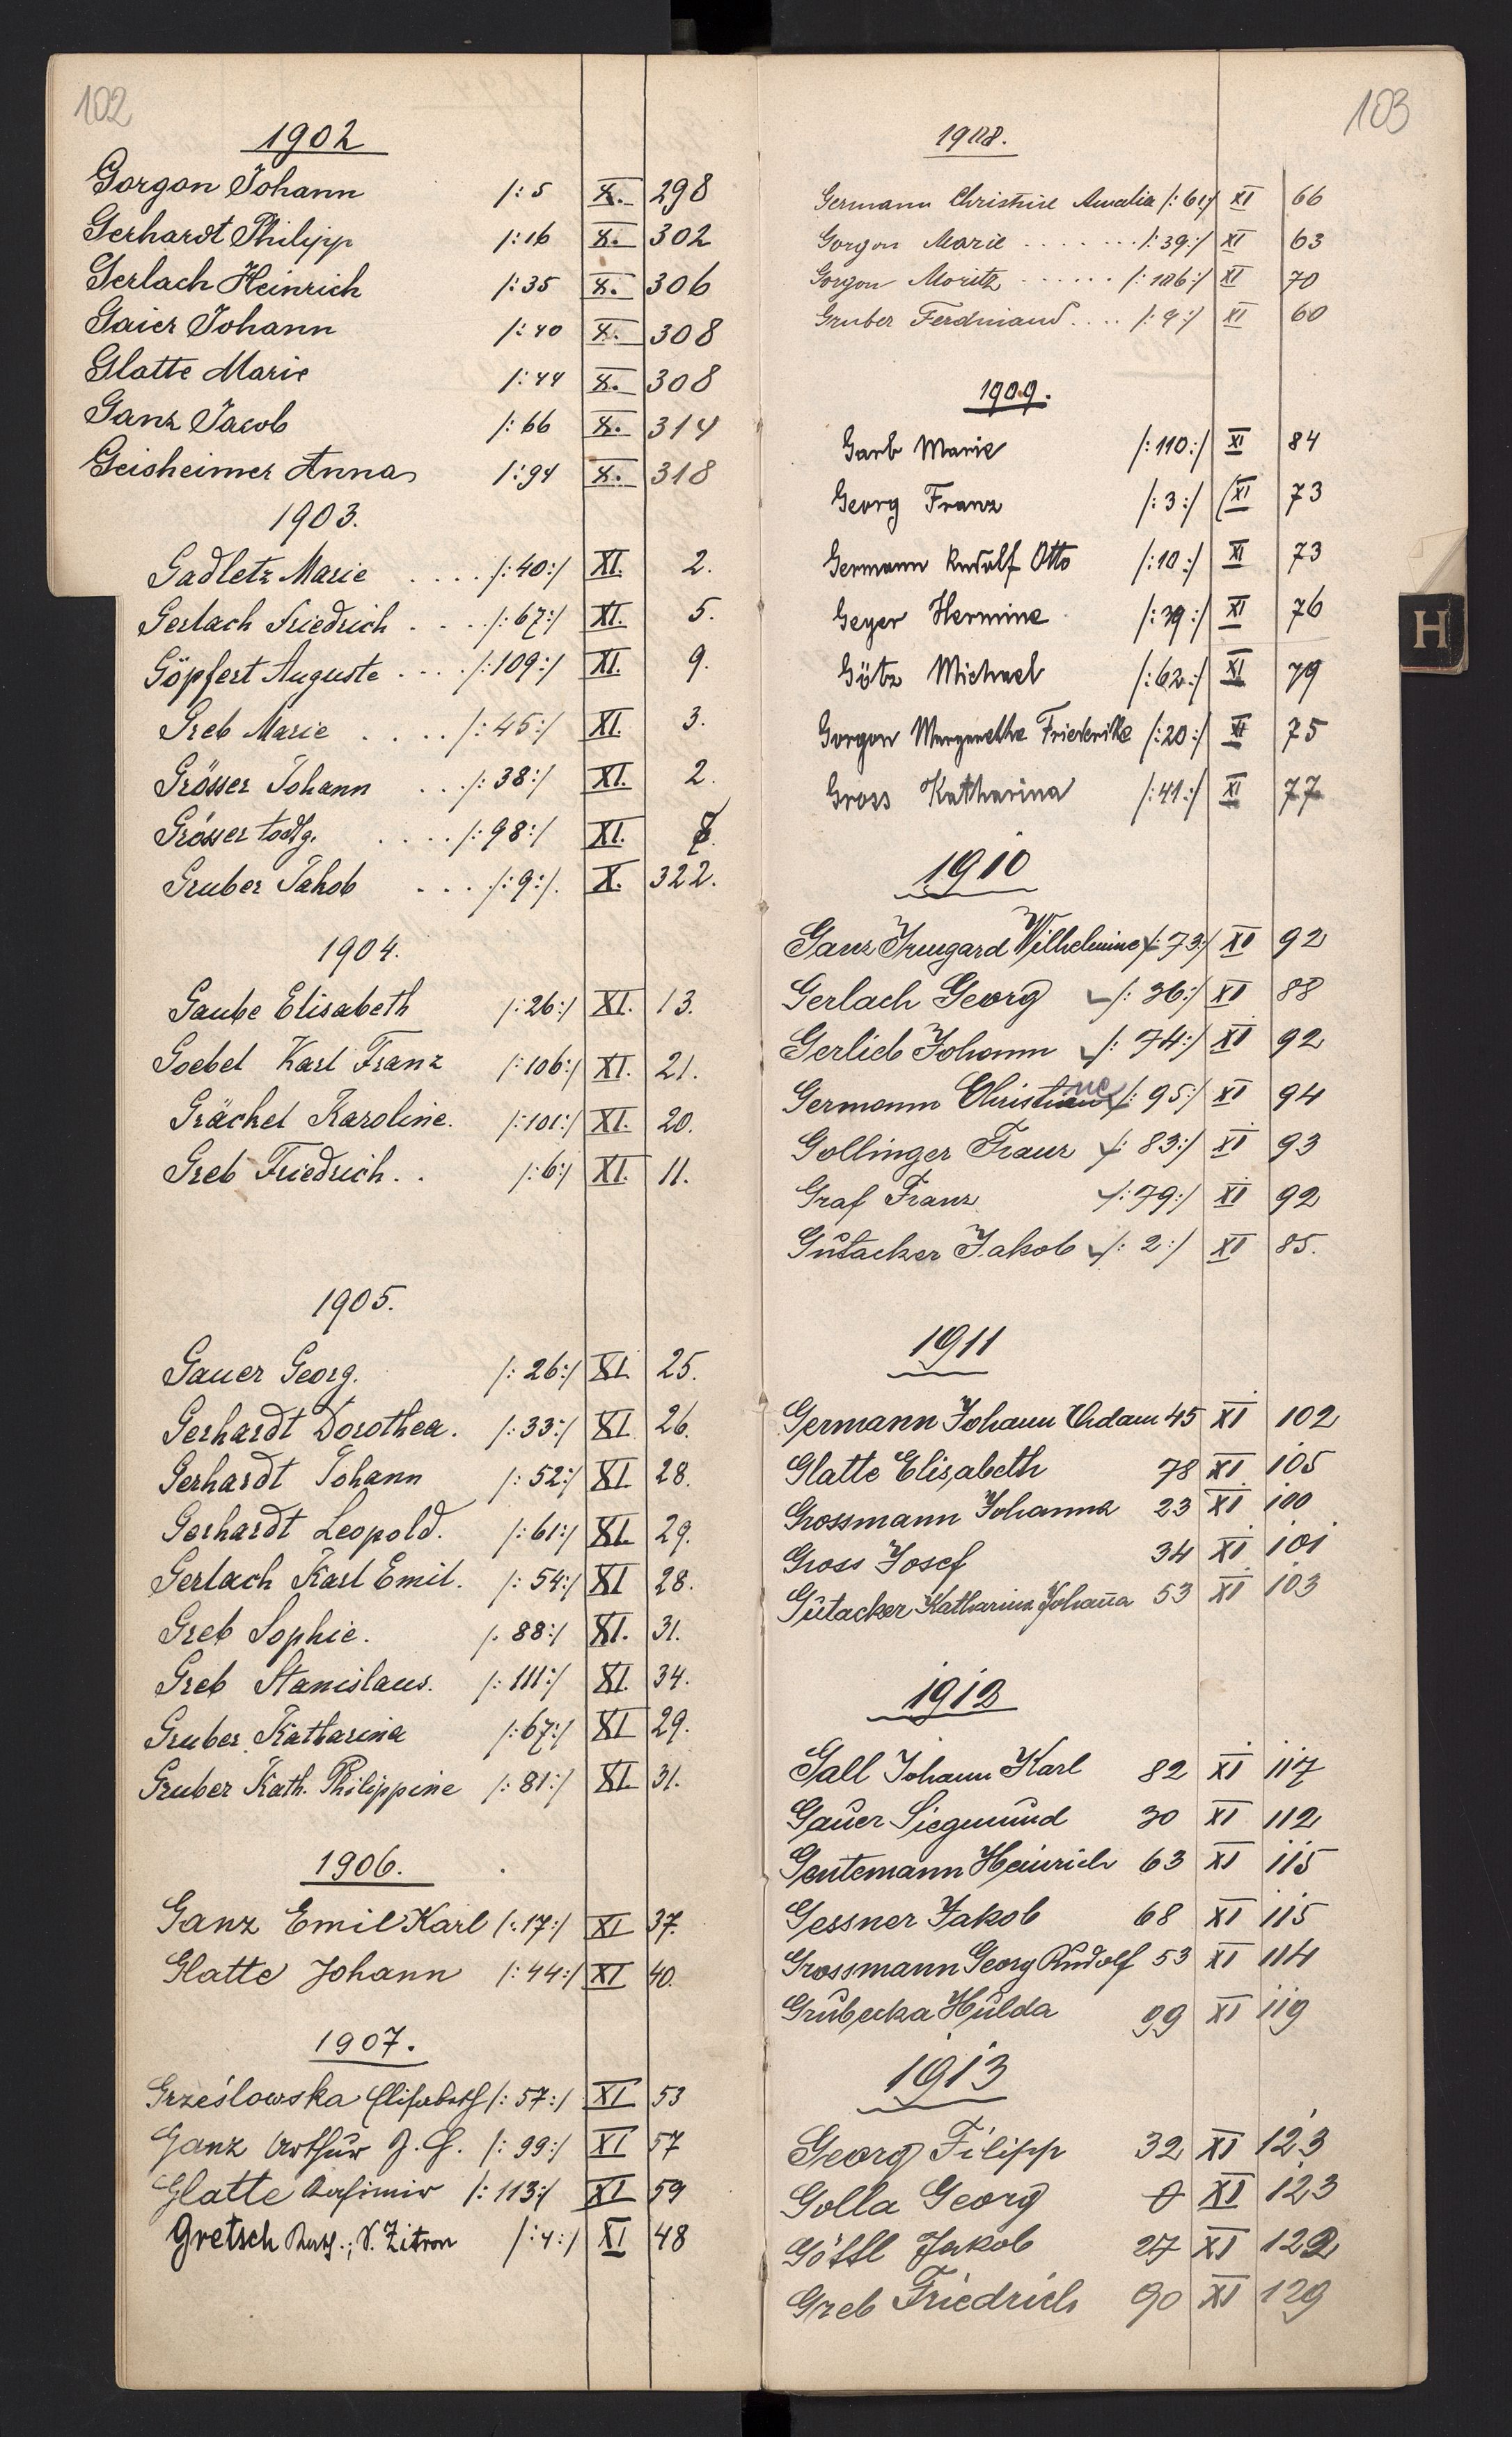 102
1902
Gorgon Johann /:5 X. 298
Gerhardt Philipp /:16 X. 302
Gerlach Heinrich /:35 X. 306
Gaier Johann /:40 X. 308
Glatte Marie /:44 X. 308
Ganz Jacob /:66 X. 314
Geisheimer Anna /:94 X. 318
1903.
Gadletz Marie .... /:40:/ XI. 2.
Gerlach Friedrich .... /:67:/ XI. 5.
Göpfert Auguste .... /:109:/ XI. 9.
Greb Marie .... /:45:/ XI. 3.
Grösser Johann ... /:38:/ XI. 2.
Grösser todtg. .... /:98:/ XI.
Gruber Jakob ... /:9:/. X. 322.
1904.
Gaube Elisabeth /:26:/ XI. 13.
Goebel Karl Franz /:106:/ XI. 21.
Grächel Karoline. /:101:/ XI. 20.
Greb Friedrich.. /:6:/ XI. 11.
1905.
Gauer Georg. /:26:/ XI. 25.
Gerhardt Dorothea. /:33:/ XI. 26.
Gerhardt Johann /:52:/ XI. 28.
Gerhardt Leopold. /:61:/ XI. 29.
Gerlach Karl Emil. /:54:/ XI 28.
Greb Sophie. /:88:/ XI. 31.
Greb Stanislaus. /:111:/ XI. 34.
Gruber Katharina /:67:/ XI 29.
Gruber Kath. Philippine /:81:/ XI. 31.
1906.
Ganz Emil Karl /:17:/ XI 37.
Glatte Johann /:44:/ XI 40.
1907.
Grześlowska Elisabeth /:57:/ XI 53
Ganz Arthur J. G. /:99:/ XI 57
Glatte Kasimir /:113:/ XI 59
Gretsch Kath.; V. Zitron /:4:/ XI 48
103
1908.
Germann Christine Amalia /:61:/ XI 66
Gorgon Marie ....... /:39:/ XI 63
Gorgon Moritz ...... /:106:/ XI 70
Gruber Ferdinand .... /:9:/ XI 60
1909.
Garb Marie /:110:/ XI 84
Georg Franz /:3:/ XI 73
Germann Rudolf Otto /:10:/ XI 73
Geyer Hermine /:39:/ XI 76
Götz Michael /:62:/ XI 79
Gorgon Margarethe Friederike /:20:/ XI 75
Gross Katharina /:41:/ XI 77
1910
Ganz Irmgard Wilhelmine /:73:/ XI 92
Gerlach Georg /:36:/ XI 88
Gerlieb Johann /:74:/ XI 92
Germann Christine /:95:/ XI 94
Gollinger Franz /:83:/ XI 93
Graf Franz /:79:/ XI 92
Gutacker Jakob /:2:/ XI 85.
1911
Germann Johann Adam 45 XI 102
Glatte Elisabeth 78 XI 105
Grossmann Johanna 23 XI 100
Gross Josef 34 XI 101
Gutacker Katharina Johan̄a 53 XI 103
1912
Gall Johann Karl 82 XI 117
Gauer Siegmund 30 XI 112
Gentemann Heinrich 63 XI 115
Gessner Jakob 68 XI 115
Grossmann Georg Rudolf 53 XI 114
Grubecka Hulda 99 XI 119
1913
Georg Filipp 32 XI 123
Golla Georg 0 XI 123
Göttl Jakob 27 XI 122
Greb Friedrich 90 XI 129
H